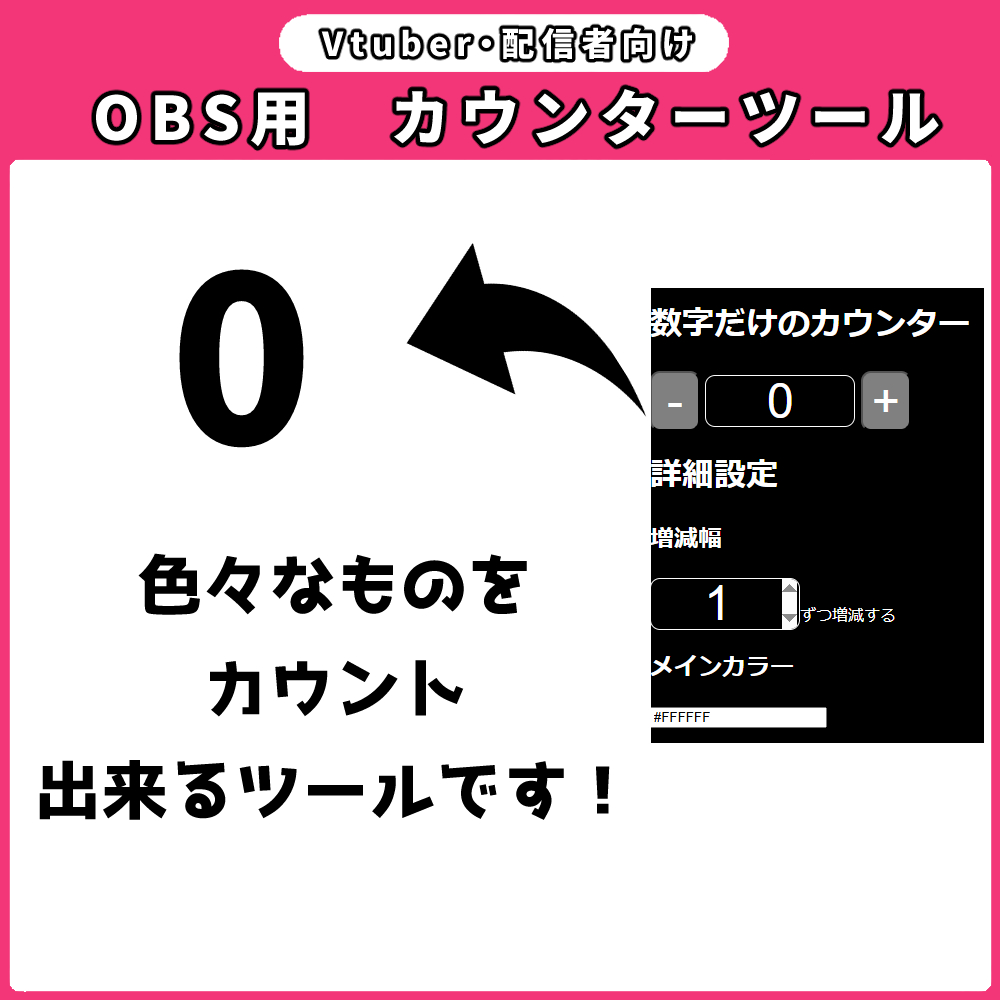 Vtuber・配信者向け
OBS用　カウンターツール
0
数字だけのカウンター
- 0 +
詳細設定
増減幅
1 ずつ増減する
メインカラー
#FFFFFF
色々なものを
カウント
出来るツールです！